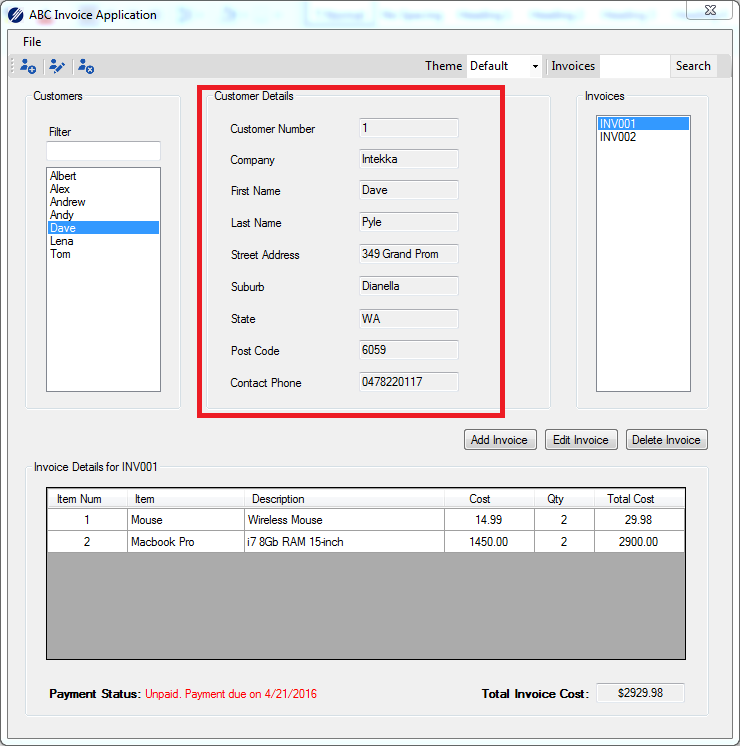 ABC Invoice Application
File
Theme Default Invoices Search
Customers
Filter
Albert
Alex
Andrew
Andy
Dave
Lena
Tom
Customer Details
Customer Number 1
Company Intekka
First Name Dave
Last Name Pyle
Street Address 349 Grand Prom
Suburb Dianella
State WA
Post Code 6059
Contact Phone 0478220117
Invoices
INV001
INV002
Add Invoice Edit Invoice Delete Invoice
Invoice Details for INV001
Item Num Item Description Cost Qty Total Cost
1 Mouse Wireless Mouse 14.99 2 29.98
2 Macbook Pro i7 8Gb RAM 15-inch 1450.00 2 2900.00
Payment Status: Unpaid. Payment due on 4/21/2016 Total Invoice Cost: $2929.98